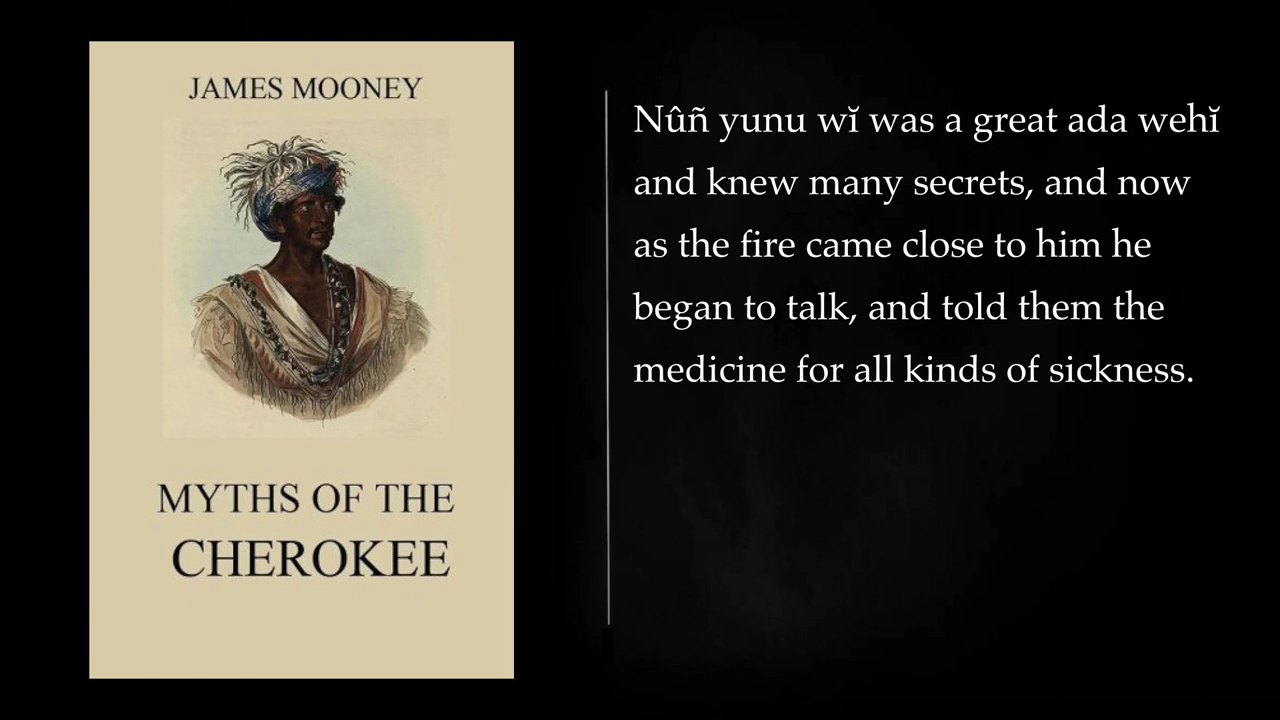 JAMES MOONEY
MYTHS OF THE
CHEROKEE
Nûñ yunu wĭ was a great ada wehĭ
and knew many secrets, and now
as the fire came close to him he
began to talk, and told them the
medicine for all kinds of sickness.